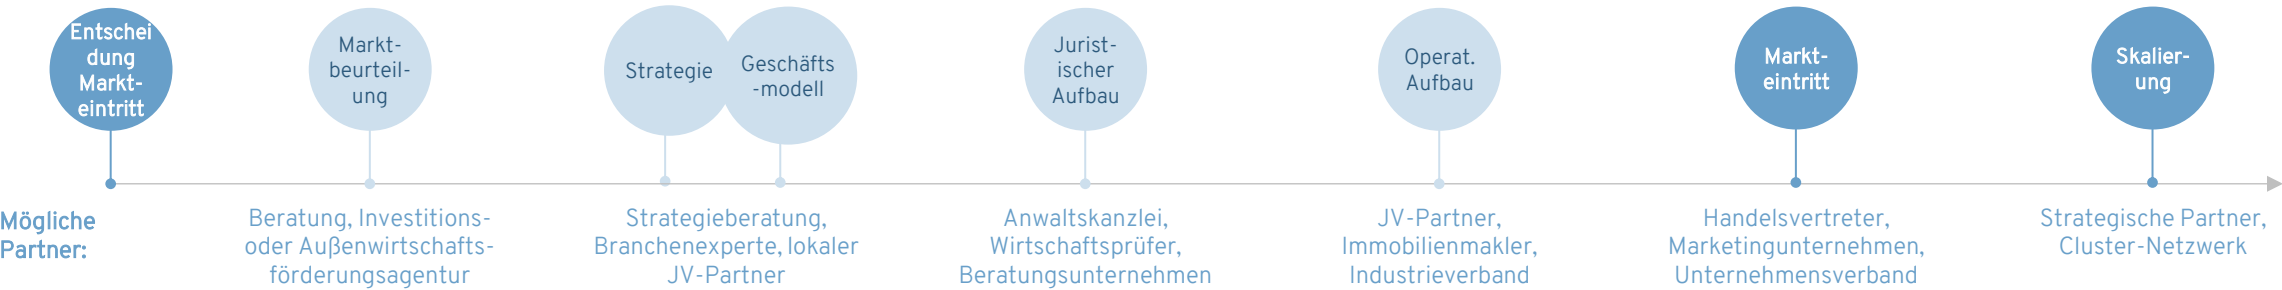 Entschei
dung
Markt-
eintritt
Markt-
beurteil-
ung
Strategie
Geschäfts
-modell
Jurist-
ischer
Aufbau
Operat.
Aufbau
Markt-
eintritt
Skalier-
ung
Mögliche
Partner:
Beratung, Investitions-
oder Außenwirtschafts-
förderungsagentur
Strategieberatung,
Branchenexperte, lokaler
JV-Partner
Anwaltskanzlei,
Wirtschaftsprüfer,
Beratungsunternehmen
JV-Partner,
Immobilienmakler,
Industrieverband
Handelsvertreter,
Marketingunternehmen,
Unternehmensverband
Strategische Partner,
Cluster-Netzwerk